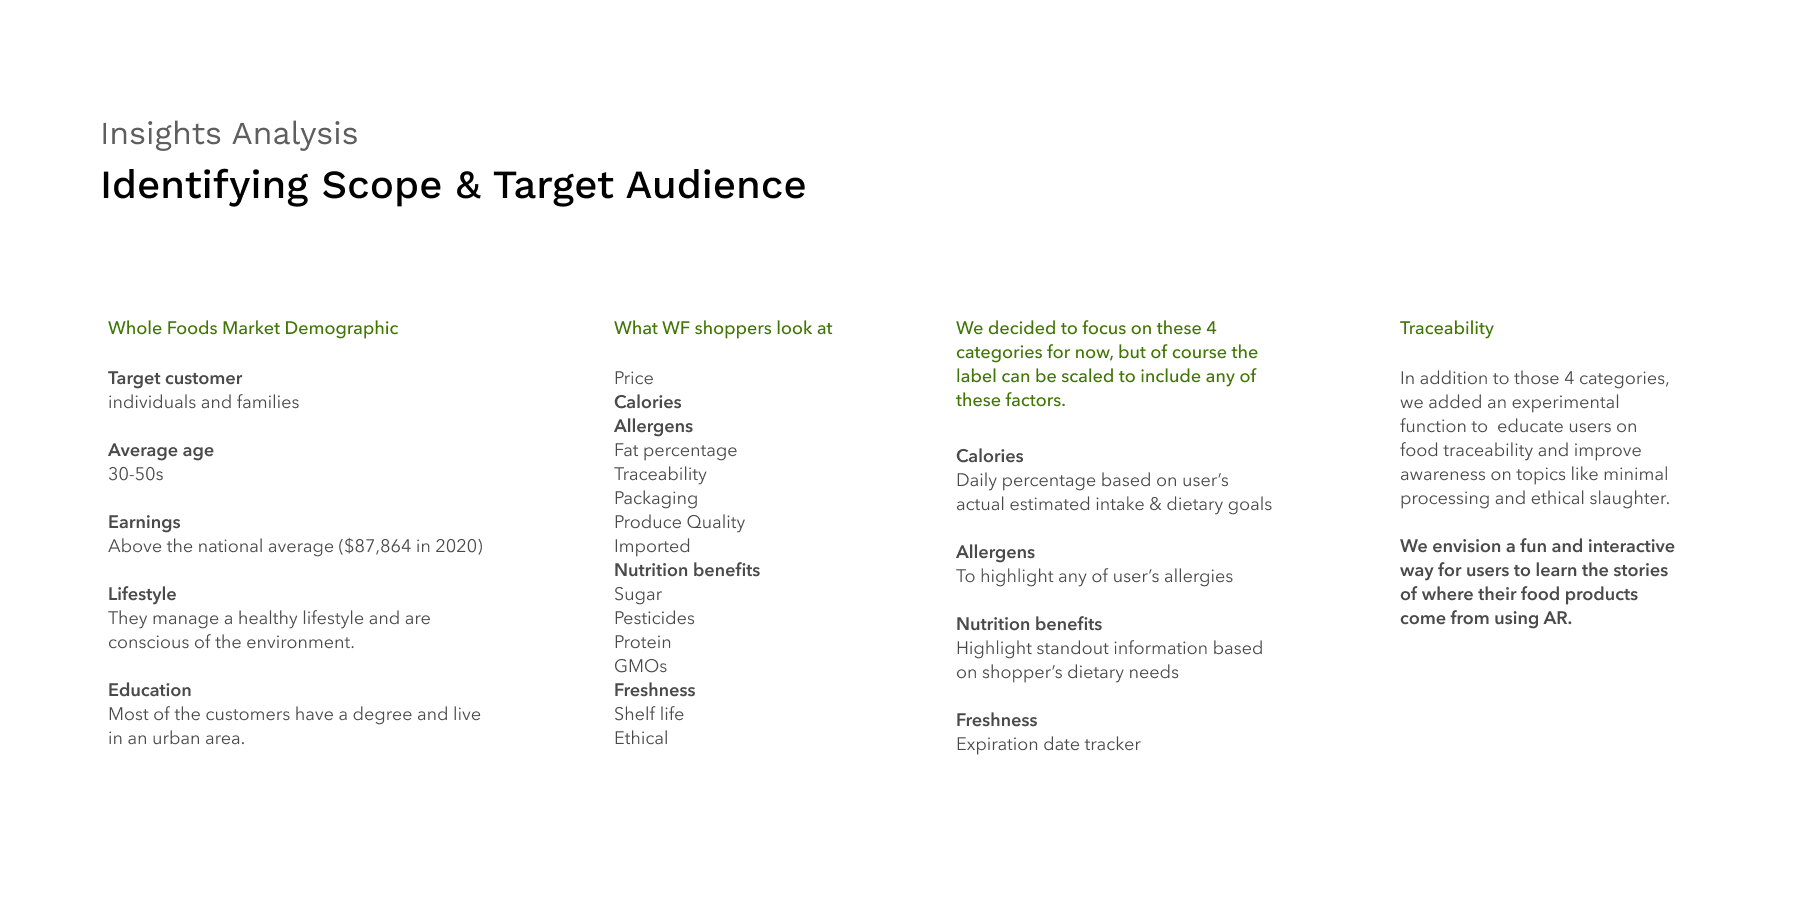 Insights Analysis
Identifying Scope & Target Audience
Whole Foods Market Demographic
Target customer
individuals and families
Average age
30-50s
Earnings
Above the national average ($87,864 in 2020)
Lifestyle
They manage a healthy lifestyle and are
conscious of the environment.
Education
Most of the customers have a degree and live
in an urban area.
What WF shoppers look at
Price
Calories
Allergens
Fat percentage
Traceability
Packaging
Produce Quality
Imported
Nutrition benefits
Sugar
Pesticides
Protein
GMOs
Freshness
Shelf life
Ethical
We decided to focus on these 4
categories for now, but of course the
label can be scaled to include any of
these factors.
Calories
Daily percentage based on user’s
actual estimated intake & dietary goals
Allergens
To highlight any of user’s allergies
Nutrition benefits
Highlight standout information based
on shopper’s dietary needs
Freshness
Expiration date tracker
Traceability
In addition to those 4 categories,
we added an experimental
function to  educate users on
food traceability and improve
awareness on topics like minimal
processing and ethical slaughter.
We envision a fun and interactive
way for users to learn the stories
of where their food products
come from using AR.